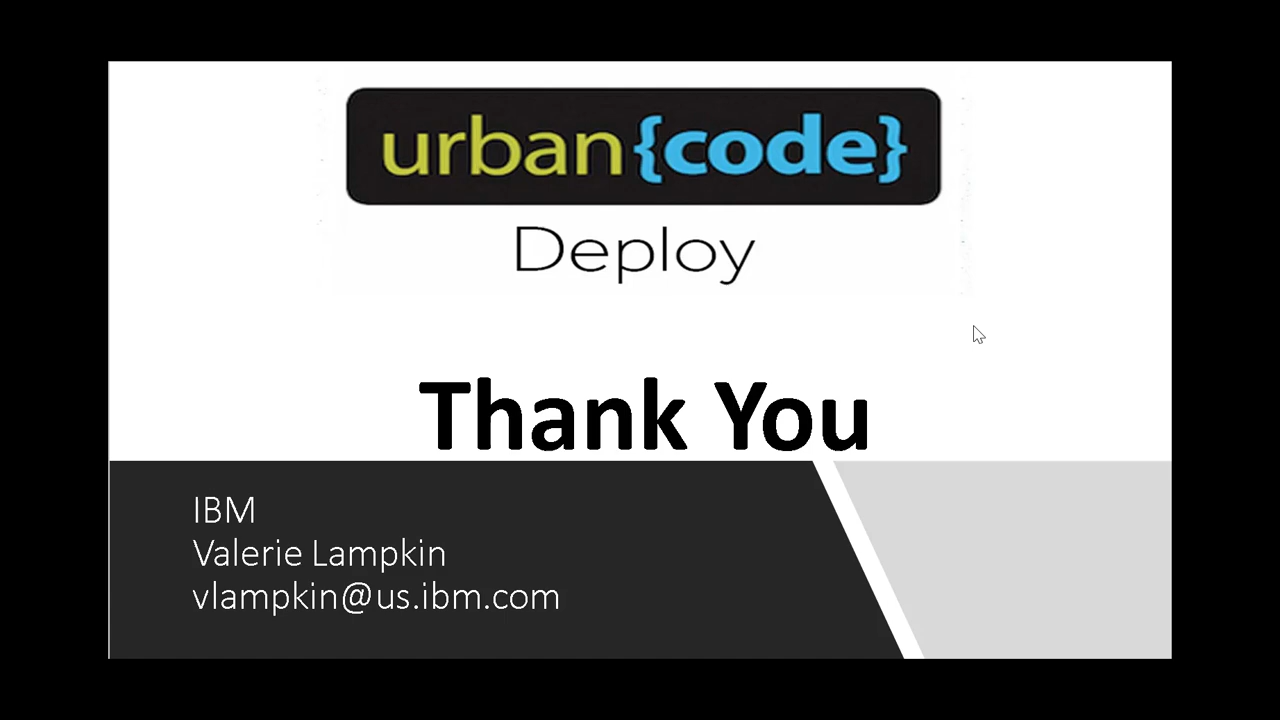 urban{code}
Deploy
Thank You
IBM
Valerie Lampkin
vlampkin@us.ibm.com